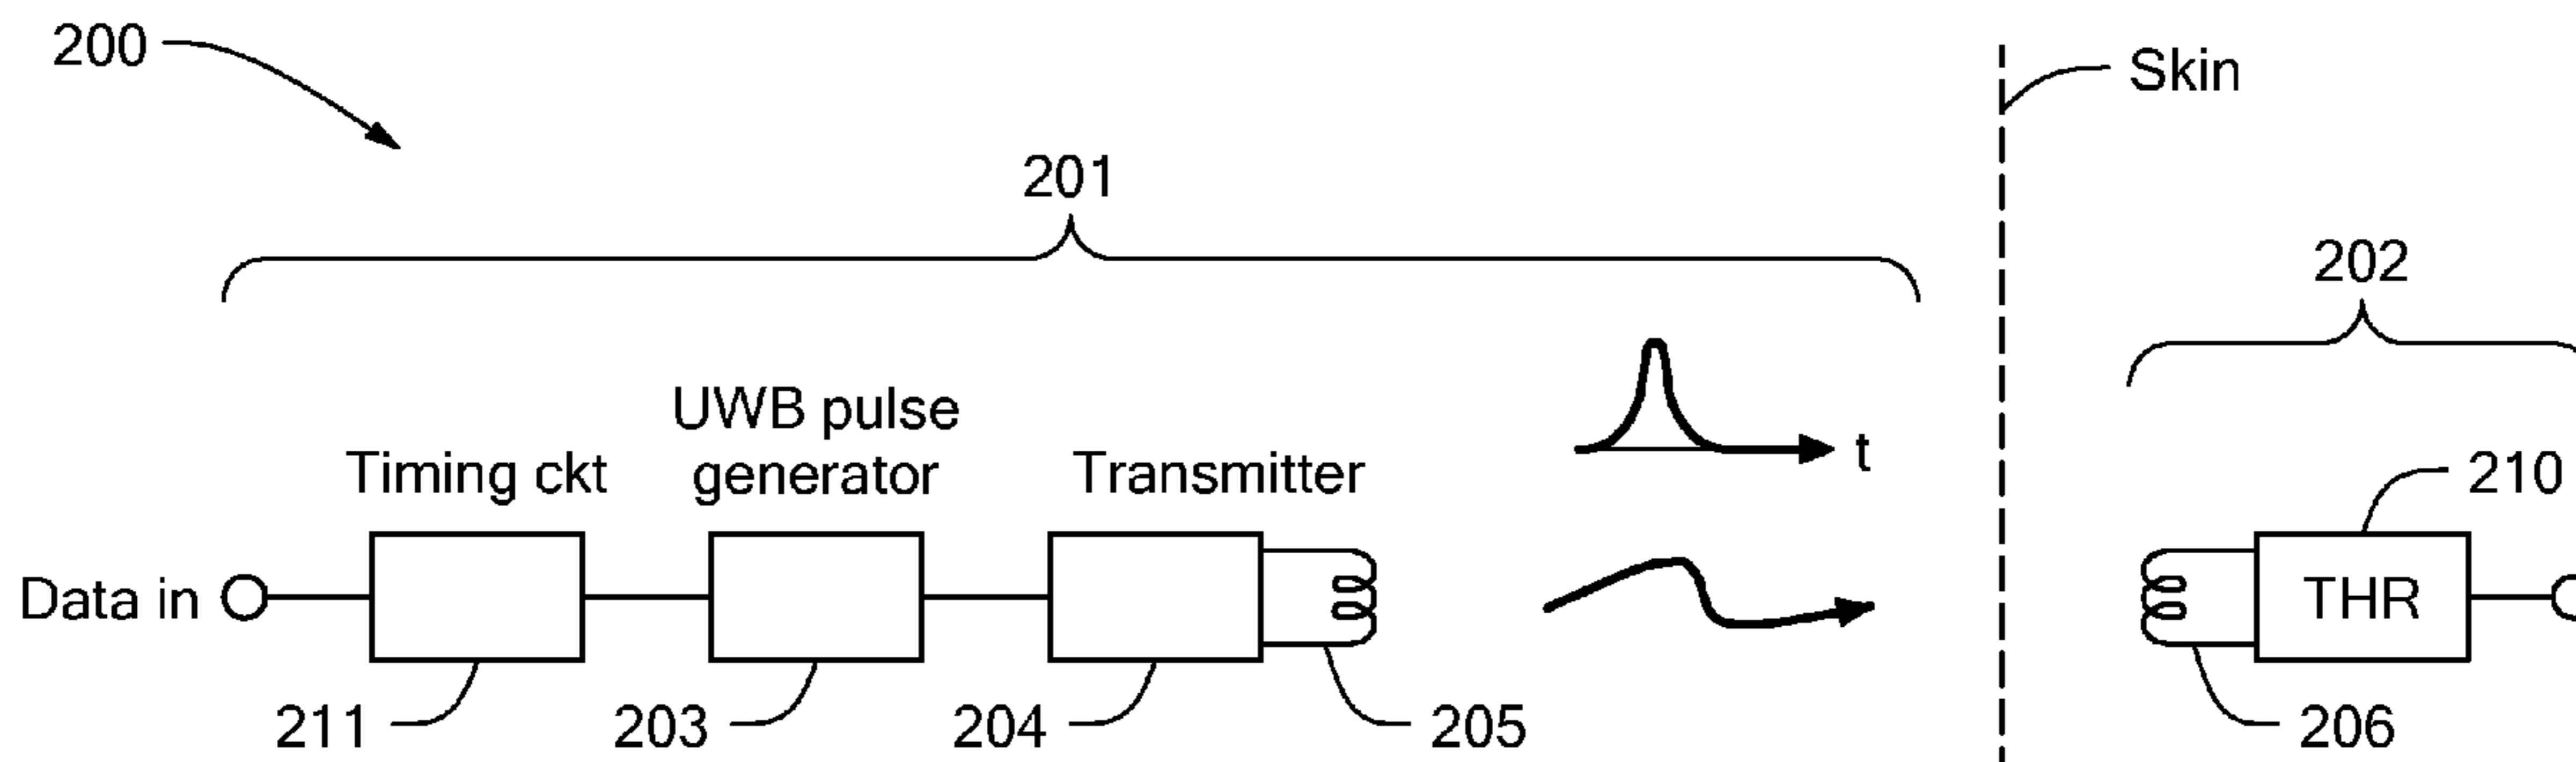 200
Skin
201
202
UWB pulse
generator
Timing ckt
Transmitter
t
210
Data in
THR
211
203
204
205
206